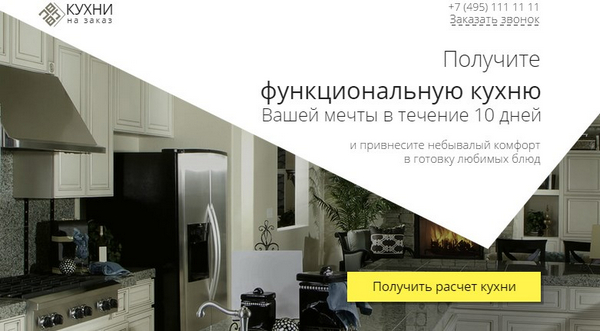 КУХНИ
на заказ
+7 (495) 111 11 11
Заказать звонок
Получите
функциональную кухню
Вашей мечты в течение 10 дней
и привнесите небывалый комфорт
в готовку любимых блюд
Получить расчет кухни